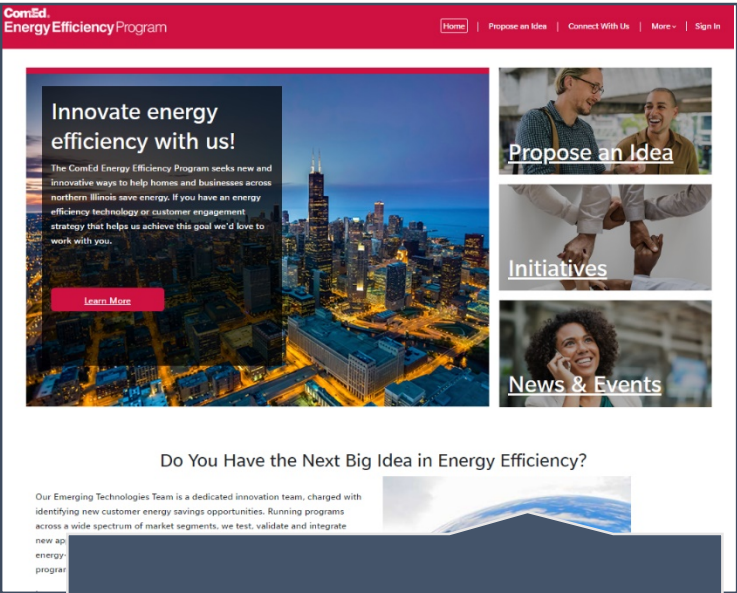 ComEd.
Energy Efficiency Program
Home | Propose an Idea | Connect With Us | More | Sign In
Innovate energy
efficiency with us!
The ComEd Energy Efficiency Program seeks new and
innovative ways to help homes and businesses across
northern Illinois save energy. If you have an energy
efficiency technology or customer engagement
strategy that helps us achieve this goal we'd love to
work with you.
Learn More
Propose an Idea
Initiatives
News & Events
Do You Have the Next Big Idea in Energy Efficiency?
Our Emerging Technologies Team is a dedicated innovation team, charged with
identifying new customer energy savings opportunities. Running programs
across a wide spectrum of market segments, we test, validate and integrate
new
energy-